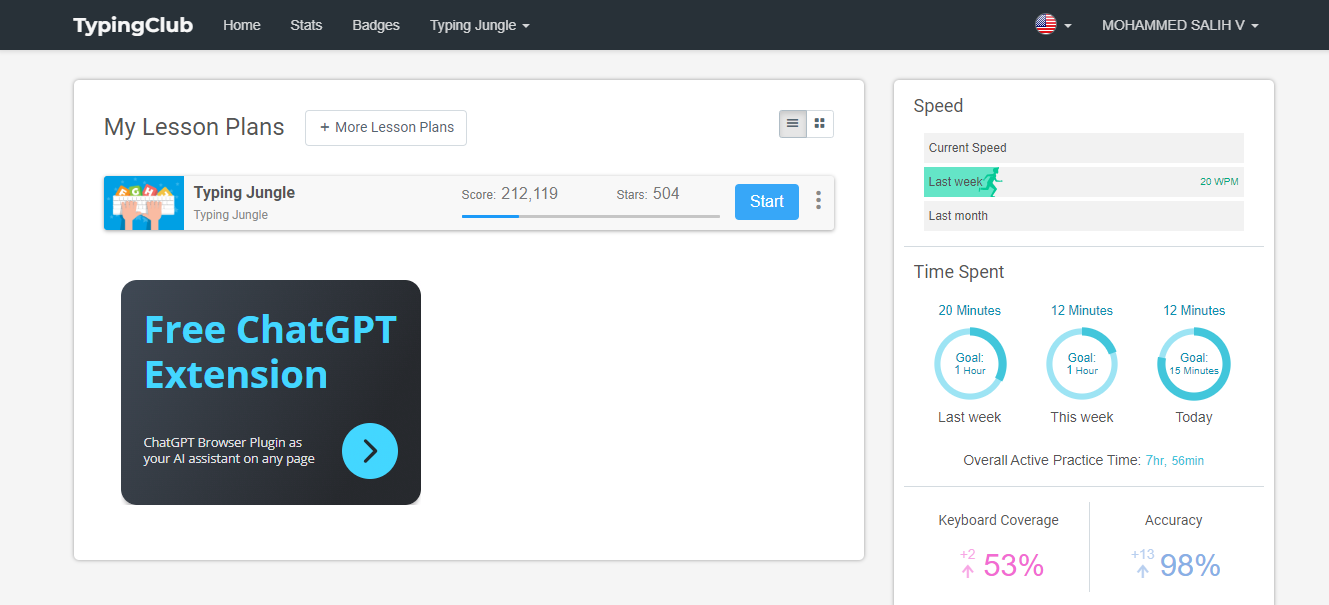 TypingClub Home Stats Badges Typing Jungle MOHAMMED SALIH V
My Lesson Plans + More Lesson Plans
Typing Jungle
Typing Jungle
Score: 212,119 Stars: 504
Start
Free ChatGPT
Extension
ChatGPT Browser Plugin as
your AI assistant on any page
Speed
Current Speed
Last week 20 WPM
Last month
Time Spent
20 Minutes 12 Minutes 12 Minutes
Goal: Goal: Goal:
1 Hour 1 Hour 15 Minutes
Last week This week Today
Overall Active Practice Time: 7hr, 56min
Keyboard Coverage Accuracy
+2 53% +13 98%